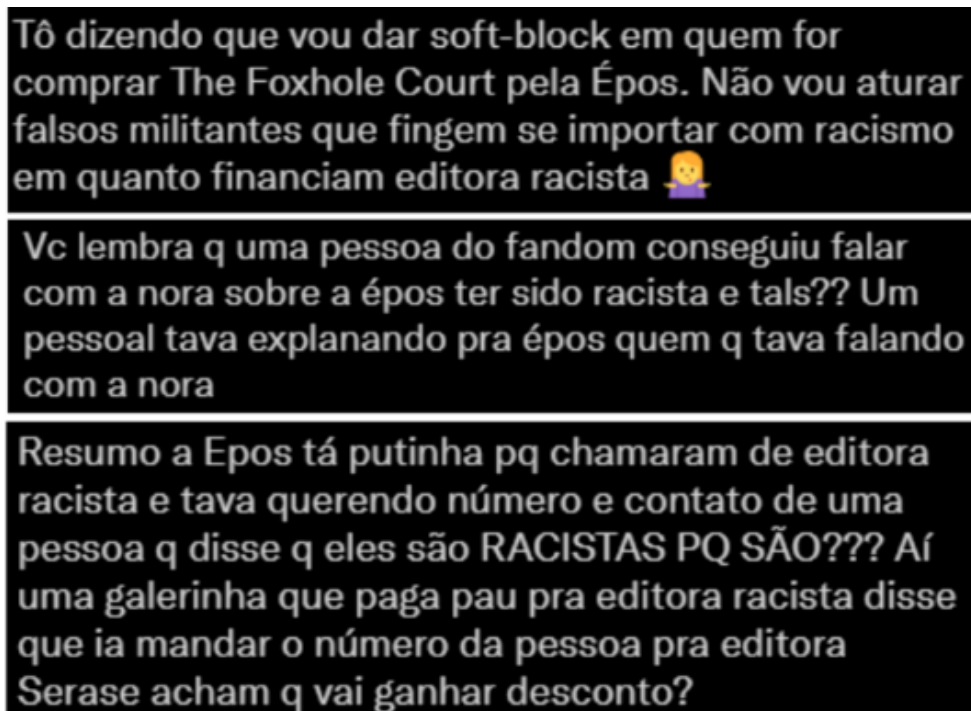 Tô dizendo que vou dar soft-block em quem for
comprar The Foxhole Court pela Épos. Não vou aturar
falsos militantes que fingem se importar com racismo
em quanto financiam editora racista 🤷‍♀️
Vc lembra q uma pessoa do fandom conseguiu falar
com a nora sobre a épos ter sido racista e tals?? Um
pessoal tava explanando pra épos quem q tava falando
com a nora
Resumo a Epos tá putinha pq chamaram de editora
racista e tava querendo número e contato de uma
pessoa q disse q eles são RACISTAS PQ SÃO??? Aí
uma galerinha que paga pau pra editora racista disse
que ia mandar o número da pessoa pra editora
Serase acham q vai ganhar desconto?